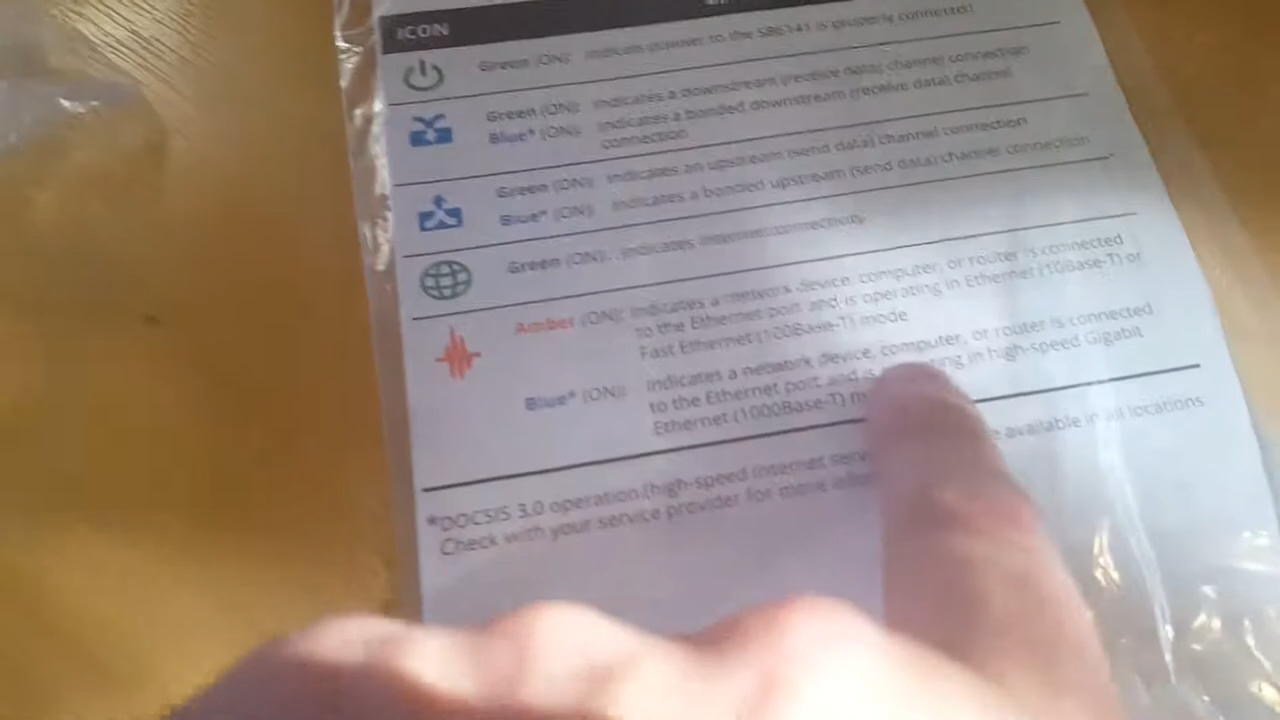 ICON
Green (ON): Indicates power to the SB6141 is properly connected
Green (ON): Indicates a downstream (receive data) channel connection
Blue* (ON): Indicates a bonded downstream (receive data) channel
connection
Green (ON): Indicates an upstream (send data) channel connection
Blue* (ON): Indicates a bonded upstream (send data) channel connection
Green (ON): Indicates internet connectivity
Amber (ON): Indicates a network device, computer, or router is connected
to the Ethernet port and is operating in Ethernet (10Base-T) or
Fast Ethernet (100Base-T) mode
Blue* (ON): Indicates a network device, computer, or router is connected
to the Ethernet port and is in high-speed Gigabit
Ethernet (1000Base-T)
*DOCSIS 3.0 operation (high-speed Internet available in all locations
Check with your service provider for more